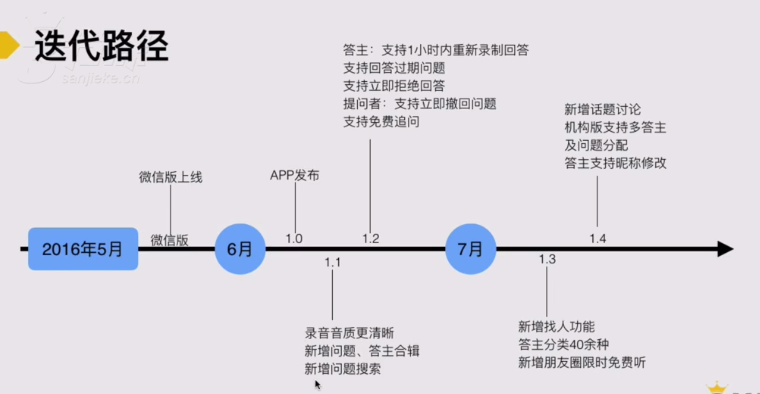 迭代路径
sanjieke.cn
答主：支持1小时内重新录制回答
支持回答过期问题
支持立即拒绝回答
提问者：支持立即撤回问题
支持免费追问
新增话题讨论
机构版支持多答主
及问题分配
答主支持昵称修改
微信版上线
APP发布
2016年5月
微信版
6月
1.0
1.2
7月
1.4
1.1
1.3
录音音质更清晰
新增问题、答主合辑
新增问题搜索
新增找人功能
答主分类40余种
新增朋友圈限时免费听